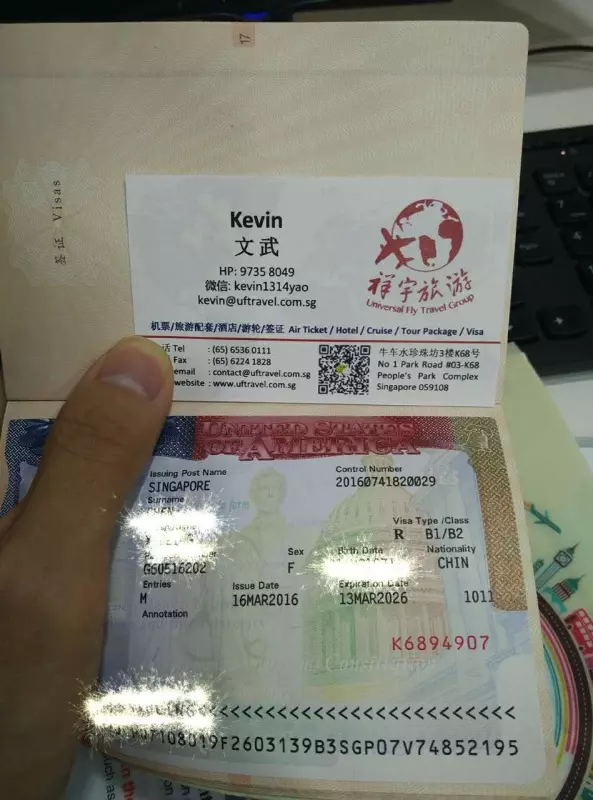 17
签证 Visas
Kevin
文武
HP: 9735 8049
微信: kevin1314yao
kevin@uftravel.com.sg
祥宇旅游
Universal Fly Travel Group
机票/旅游配套/酒店/游轮/签证 Air Ticket / Hotel / Cruise / Tour Package / Visa
话 Tel : (65) 6536 0111
Fax : (65) 6224 1828
email : contact@uftravel.com.sg
website : www.uftravel.com.sg
牛车水珍珠坊3楼K68号
No 1 Park Road #03-K68
People's Park Complex
Singapore 059108
UNITED STATES
OF AMERICA
Issuing Post Name
SINGAPORE
Control Number
20160741820029
Surname
Visa Type /Class
R B1/B2
Sex
F
Birth Date
Nationality
CHIN
G60516202
Entries
M
Issue Date
16MAR2016
Expiration Date
13MAR2026
1011
Annotation
K6894907
<<<<<<<<<<<<<<<<<<<<<<
108019F2603139B3SGP07V74852195